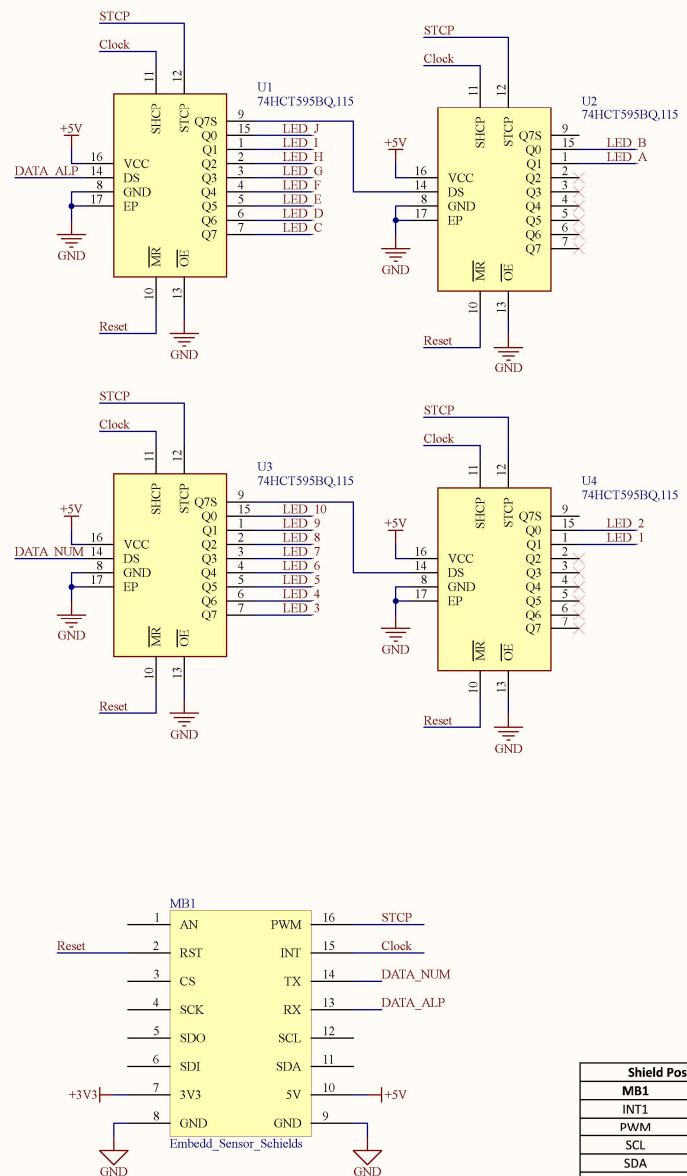 STCP
Clock
11
12
U1
74HCT595BQ,115
SHCP
STCP
+5V
DATA_ALP
16 VCC
14 DS
8 GND
17 EP
GND
Q7S 9
Q0 15 LED_J
Q1 1 LED_I
Q2 2 LED_H
Q3 3 LED_G
Q4 4 LED_F
Q5 5 LED_E
Q6 6 LED_D
Q7 7 LED_C
MR
OE
10
13
Reset
GND
STCP
Clock
11
12
U2
74HCT595BQ,115
SHCP
STCP
+5V
16 VCC
14 DS
8 GND
17 EP
GND
Q7S 9
Q0 15 LED_B
Q1 1 LED_A
Q2 2
Q3 3
Q4 4
Q5 5
Q6 6
Q7 7
MR
OE
10
13
Reset
GND
STCP
Clock
11
12
U3
74HCT595BQ,115
SHCP
STCP
+5V
DATA_NUM
16 VCC
14 DS
8 GND
17 EP
GND
Q7S 9
Q0 15 LED_10
Q1 1 LED_9
Q2 2 LED_8
Q3 3 LED_7
Q4 4 LED_6
Q5 5 LED_5
Q6 6 LED_4
Q7 7 LED_3
MR
OE
10
13
Reset
GND
STCP
Clock
11
12
U4
74HCT595BQ,115
SHCP
STCP
+5V
16 VCC
14 DS
8 GND
17 EP
GND
Q7S 9
Q0 15 LED_2
Q1 1 LED_1
Q2 2
Q3 3
Q4 4
Q5 5
Q6 6
Q7 7
MR
OE
10
13
Reset
GND
MB1
1 AN PWM 16 STCP
Reset 2 RST INT 15 Clock
3 CS TX 14 DATA_NUM
4 SCK RX 13 DATA_ALP
5 SDO SCL 12
6 SDI SDA 11
+3V3 7 3V3 5V 10 +5V
8 GND GND 9
Embedd_Sensor_Schields
GND
GND
Shield Pos
MB1
INT1
PWM
SCL
SDA